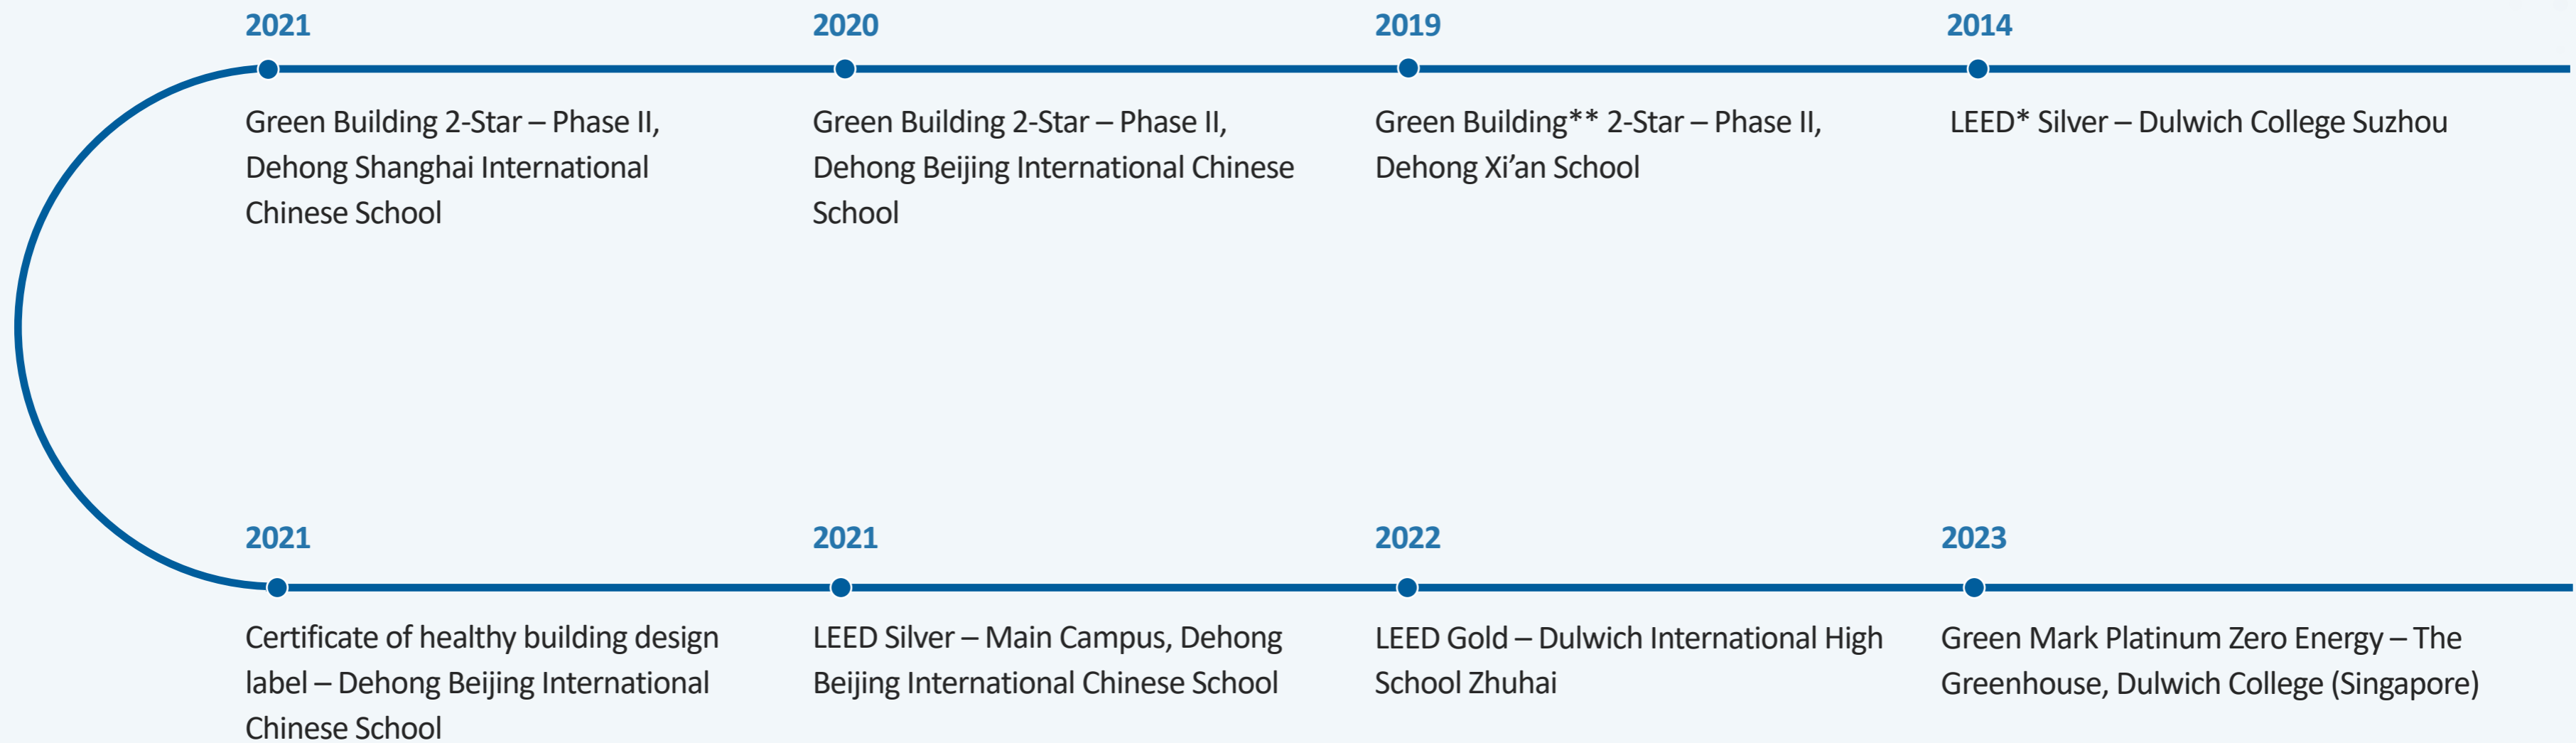 2021
Green Building 2-Star – Phase II,
Dehong Shanghai International
Chinese School
2020
Green Building 2-Star – Phase II,
Dehong Beijing International Chinese
School
2019
Green Building** 2-Star – Phase II,
Dehong Xi’an School
2014
LEED* Silver – Dulwich College Suzhou
2021
Certificate of healthy building design
label – Dehong Beijing International
Chinese School
2021
LEED Silver – Main Campus, Dehong
Beijing International Chinese School
2022
LEED Gold – Dulwich International High
School Zhuhai
2023
Green Mark Platinum Zero Energy – The
Greenhouse, Dulwich College (Singapore)